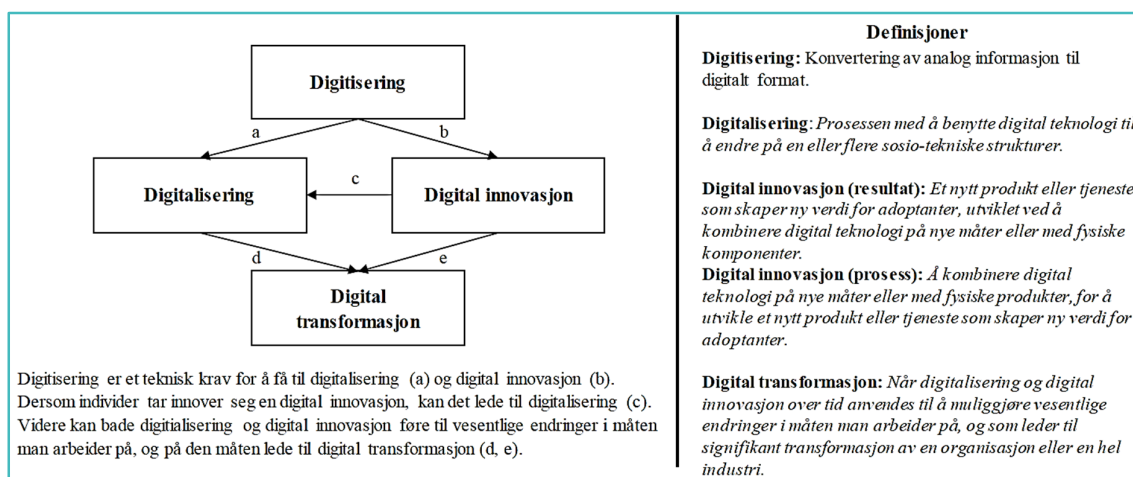 Digitisering
a
b
Digitalisering
c
Digital innovasjon
d
e
Digital
transformasjon
Digitisering er et teknisk krav for å få til digitalisering (a) og digital innovasjon (b).
Dersom individer tar innover seg en digital innovasjon, kan det lede til digitalisering (c).
Videre kan bade digitalisering og digital innovasjon føre til vesentlige endringer i måten
man arbeider på, og på den måten lede til digital transformasjon (d, e).
Definisjoner
Digitisering: Konvertering av analog informasjon til
digitalt format.
Digitalisering: Prosessen med å benytte digital teknologi til
å endre på en eller flere sosio-tekniske strukturer.
Digital innovasjon (resultat): Et nytt produkt eller tjeneste
som skaper ny verdi for adoptanter, utviklet ved å
kombinere digital teknologi på nye måter eller med fysiske
komponenter.
Digital innovasjon (prosess): Å kombinere digital
teknologi på nye måter eller med fysiske produkter, for å
utvikle et nytt produkt eller tjeneste som skaper ny verdi for
adoptanter.
Digital transformasjon: Når digitalisering og digital
innovasjon over tid anvendes til å muliggjøre vesentlige
endringer i måten man arbeider på, og som leder til
signifikant transformasjon av en organisasjon eller en hel
industri.